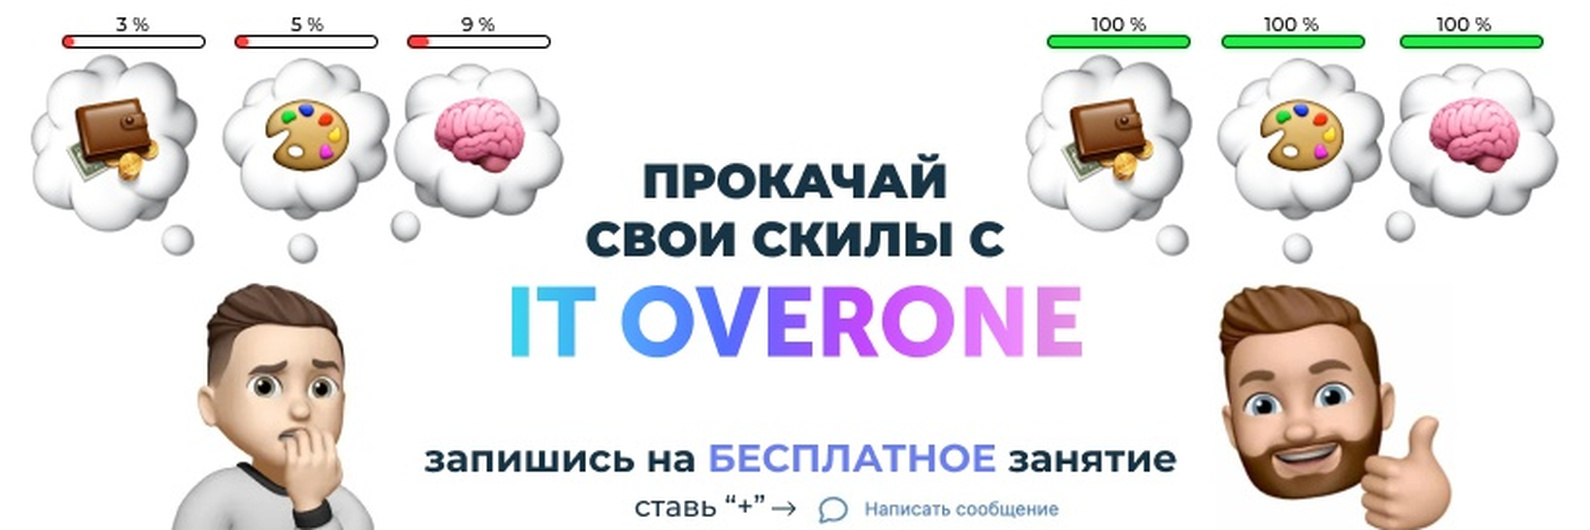 3 %
5 %
9 %
100 %
100 %
100 %
ПРОКАЧАЙ
СВОИ СКИЛЫ С
IT OVERONE
запишись на БЕСПЛАТНОЕ занятие
ставь “+”→ Написать сообщение